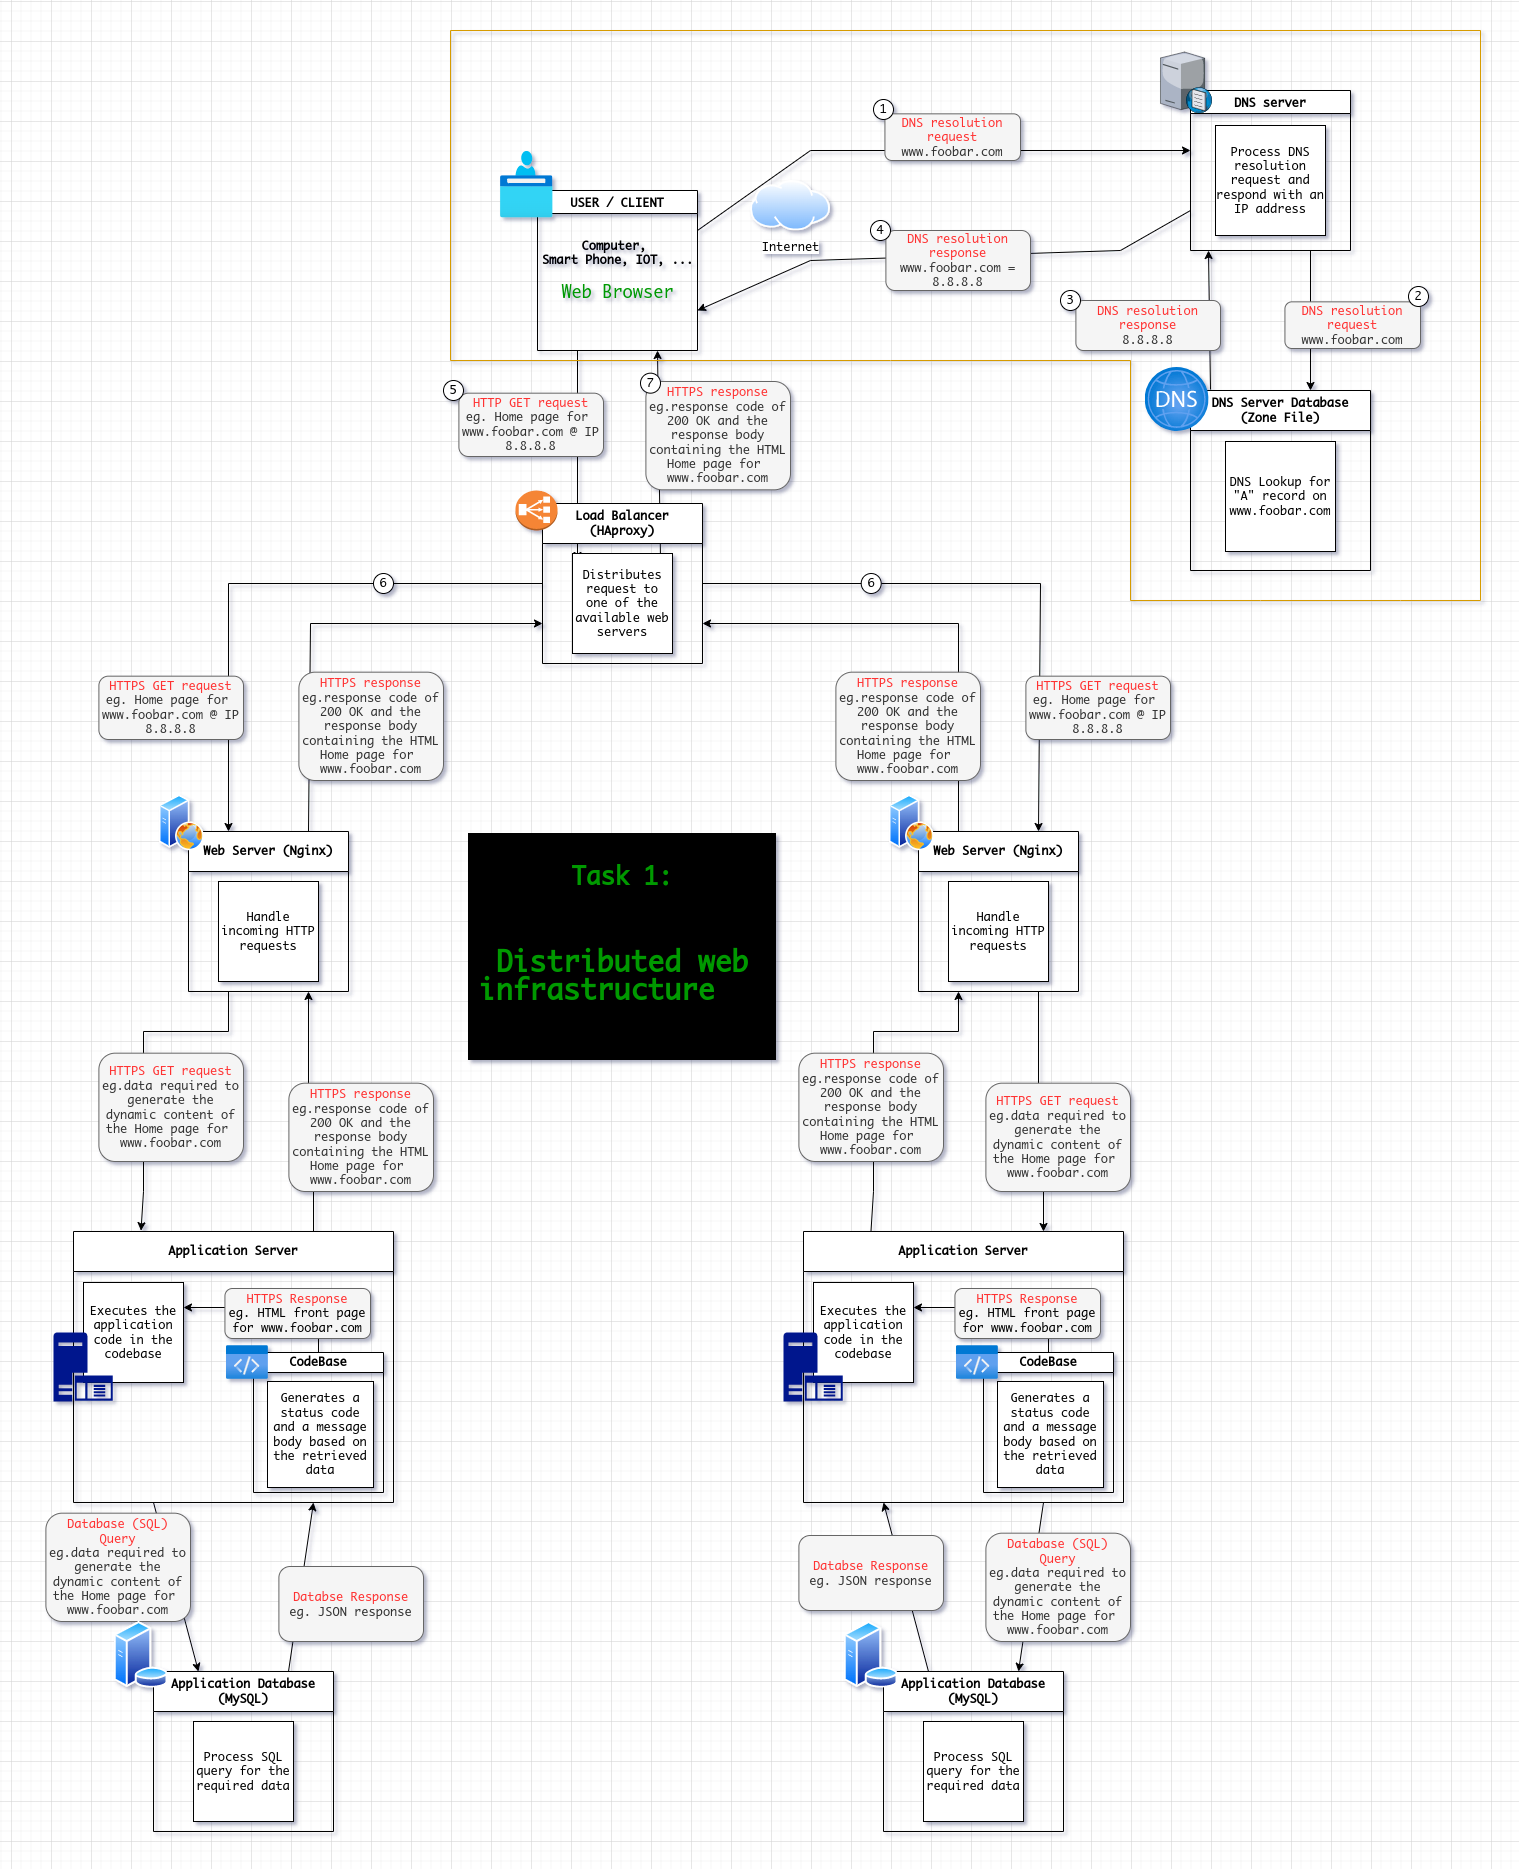 1
DNS resolution
request
www.foobar.com
DNS server
Process DNS
resolution
request and
respond with an
IP address
USER / CLIENT
Computer,
Smart Phone, IOT, ...
Web Browser
Internet
4
DNS resolution
response
www.foobar.com =
8.8.8.8
3
DNS resolution
response
8.8.8.8
2
DNS resolution
request
www.foobar.com
5
HTTP GET request
eg. Home page for
www.foobar.com @ IP
8.8.8.8
7
HTTPS response
eg.response code of
200 OK and the
response body
containing the HTML
Home page for
www.foobar.com
DNS
DNS Server Database
(Zone File)
DNS Lookup for
"A" record on
www.foobar.com
Load Balancer
(HAproxy)
Distributes
request to
one of the
available web
servers
6
6
HTTPS GET request
eg. Home page for
www.foobar.com @ IP
8.8.8.8
HTTPS response
eg.response code of
200 OK and the
response body
containing the HTML
Home page for
www.foobar.com
HTTPS response
eg.response code of
200 OK and the
response body
containing the HTML
Home page for
www.foobar.com
HTTPS GET request
eg. Home page for
www.foobar.com @ IP
8.8.8.8
Web Server (Nginx)
Handle
incoming HTTP
requests
Task 1:
Distributed web
infrastructure
Web Server (Nginx)
Handle
incoming HTTP
requests
HTTPS GET request
eg.data required to
generate the
dynamic content of
the Home page for
www.foobar.com
HTTPS response
eg.response code of
200 OK and the
response body
containing the HTML
Home page for
www.foobar.com
HTTPS response
eg.response code of
200 OK and the
response body
containing the HTML
Home page for
www.foobar.com
HTTPS GET request
eg.data required to
generate the
dynamic content of
the Home page for
www.foobar.com
Application Server
Executes the
application
code in the
codebase
HTTPS Response
eg. HTML front page
for www.foobar.com
CodeBase
Generates a
status code
and a message
body based on
the retrieved
data
Application Server
Executes the
application
code in the
codebase
HTTPS Response
eg. HTML front page
for www.foobar.com
CodeBase
Generates a
status code
and a message
body based on
the retrieved
data
Database (SQL)
Query
eg.data required to
generate the
dynamic content of
the Home page for
www.foobar.com
Databse Response
eg. JSON response
Databse Response
eg. JSON response
Database (SQL)
Query
eg.data required to
generate the
dynamic content of
the Home page for
www.foobar.com
Application Database
(MySQL)
Process SQL
query for the
required data
Application Database
(MySQL)
Process SQL
query for the
required data